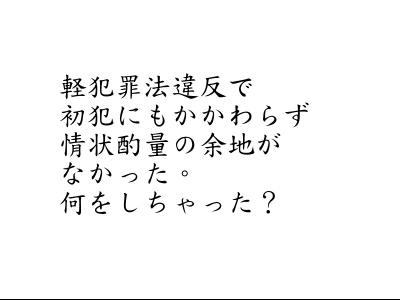 軽犯罪法違反で
初犯にもかかわらず
情状酌量の余地が
なかった。
何をしちゃった？